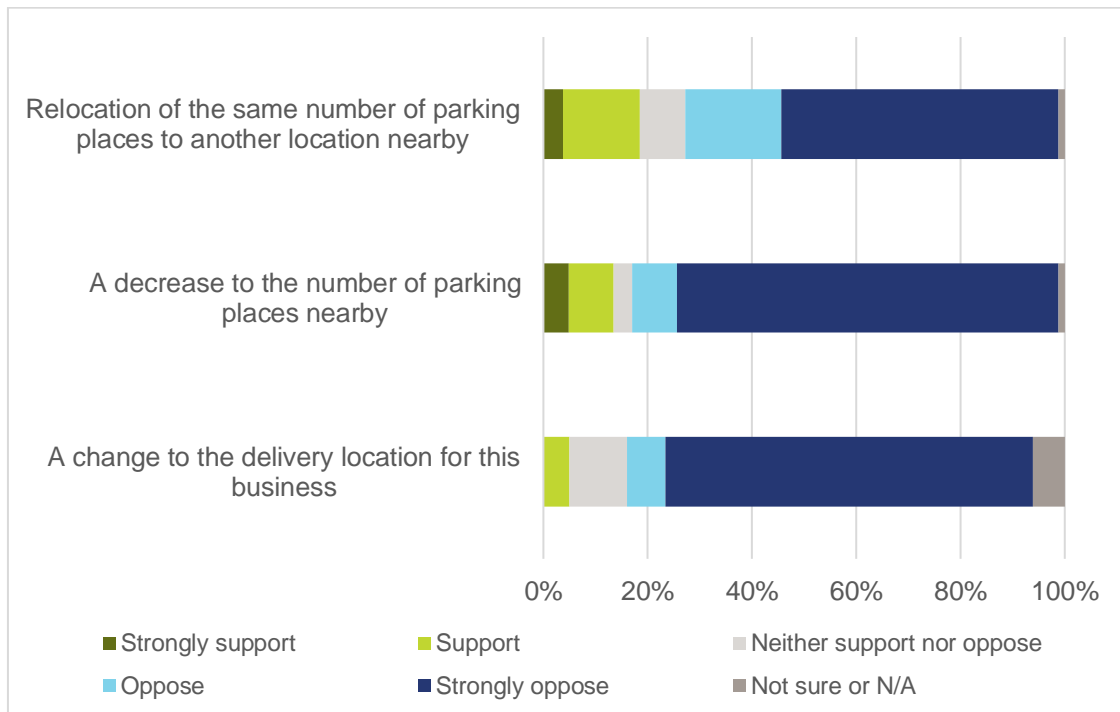 Relocation of the same number of parking
places to another location nearby
A decrease to the number of parking
places nearby
A change to the delivery location for this
business
0% 20% 40% 60% 80% 100%
Strongly support Support Neither support nor oppose
Oppose Strongly oppose Not sure or N/A